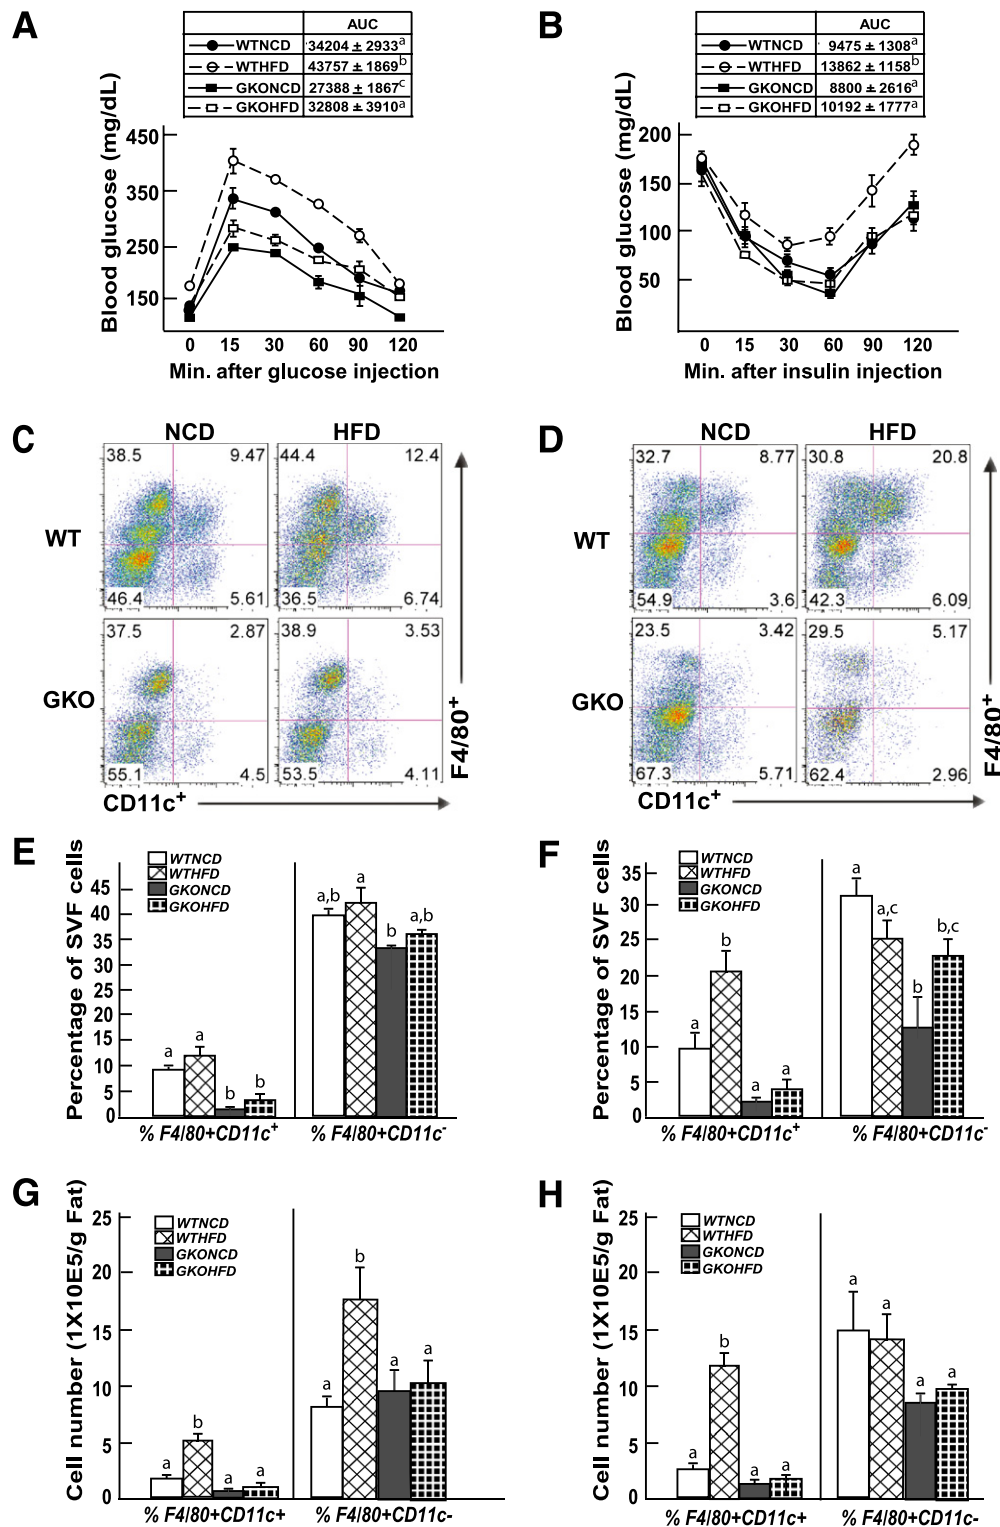 A
AUC
WTNCD 34204 ± 2933a
WTHFD 43757 ± 1869b
GKONCD 27388 ± 1867c
GKOHFD 32808 ± 3910a
Blood glucose (mg/dL)
450
350
250
150
0 15 30 60 90 120
Min. after glucose injection
B
AUC
WTNCD 9475 ± 1308a
WTHFD 13862 ± 1158b
GKONCD 8800 ± 2616a
GKOHFD 10192 ± 1777a
Blood glucose (mg/dL)
200
150
100
50
0 15 30 60 90 120
Min. after insulin injection
C
NCD HFD
WT
38.5 9.47 44.4 12.4
46.4 5.61 36.5 6.74
GKO
37.5 2.87 38.9 3.53
55.1 4.5 53.5 4.11
CD11c+
F4/80+
D
NCD HFD
WT
32.7 8.77 30.8 20.8
54.9 3.6 42.3 6.09
GKO
23.5 3.42 29.5 5.17
67.3 5.71 62.4 2.96
CD11c+
F4/80+
E
Percentage of SVF cells
WTNCD
WTHFD
GKONCD
GKOHFD
45
40
35
30
25
20
15
10
5
0
a a b b a,b a b a,b
% F4/80+CD11c+ % F4/80+CD11c-
F
Percentage of SVF cells
WTNCD
WTHFD
GKONCD
GKOHFD
35
30
25
20
15
10
5
0
a b a a a a,c b b,c
% F4/80+CD11c+ % F4/80+CD11c-
G
Cell number (1X10E5/g Fat)
WTNCD
WTHFD
GKONCD
GKOHFD
25
20
15
10
5
0
a b a a a b a a
% F4/80+CD11c+ % F4/80+CD11c-
H
Cell number (1X10E5/g Fat)
WTNCD
WTHFD
GKONCD
GKOHFD
25
20
15
10
5
0
a b a a a a a a
% F4/80+CD11c+ % F4/80+CD11c-